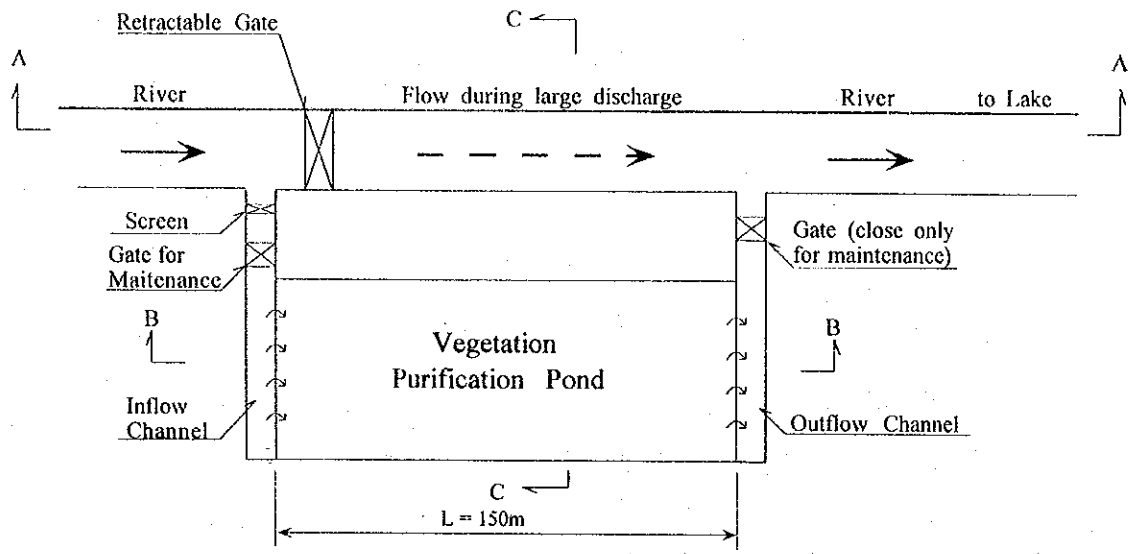 Retractable Gate
C
A
A
River
Flow during large discharge
River
to Lake
Screen
Gate for
Maitenance
Gate (close only
for maintenance)
B
B
Vegetation
Purification Pond
Inflow
Channel
Outflow Channel
C
L = 150m